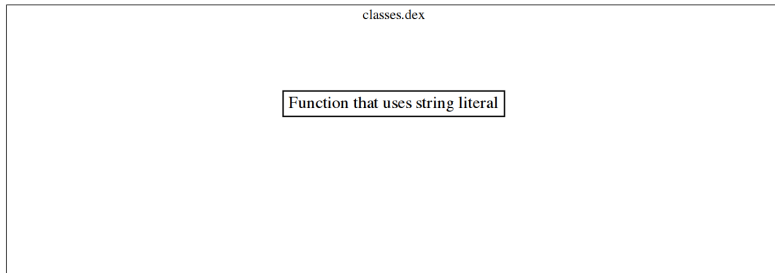 classes.dex
Function that uses string literal